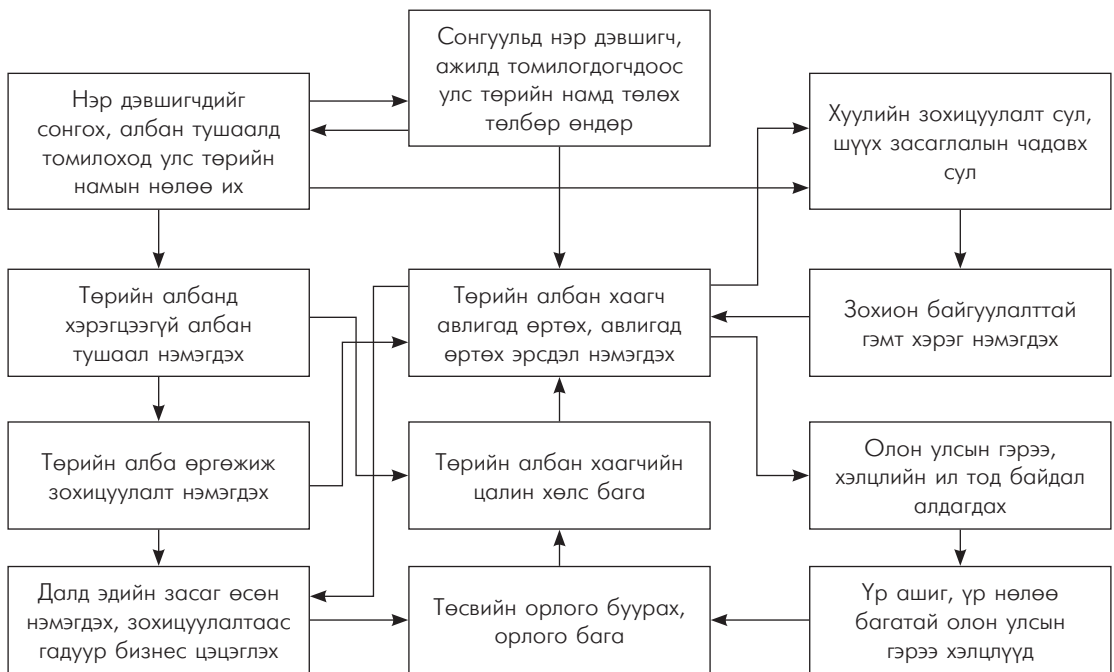 Сонгуульд нэр дэвшигч,
ажилд томилогдогчдоос
улс төрийн намд төлөх
төлбөр өндөр
Нэр дэвшигчдийг
сонгох, албан тушаалд
томилоход улс төрийн
намын нөлөө их
Хуулийн зохицуулалт сул,
шүүх засаглалын чадавх
сул
Төрийн албанд
хэрэгцээгүй албан
тушаал нэмэгдэх
Төрийн албан хаагч
авлигад өртөх, авлигад
өртөх эрсдэл нэмэгдэх
Зохион байгуулалттай
гэмт хэрэг нэмэгдэх
Төрийн алба өргөжиж
зохицуулалт нэмэгдэх
Төрийн албан хаагчийн
цалин хөлс бага
Олон улсын гэрээ,
хэлцлийн ил тод байдал
алдагдах
Далд эдийн засаг өсөн
нэмэгдэх, зохицуулалтаас
гадуур бизнес цэцэглэх
Төсвийн орлого буурах,
орлого бага
Үр ашиг, үр нөлөө
багатай олон улсын
гэрээ хэлцлүүд